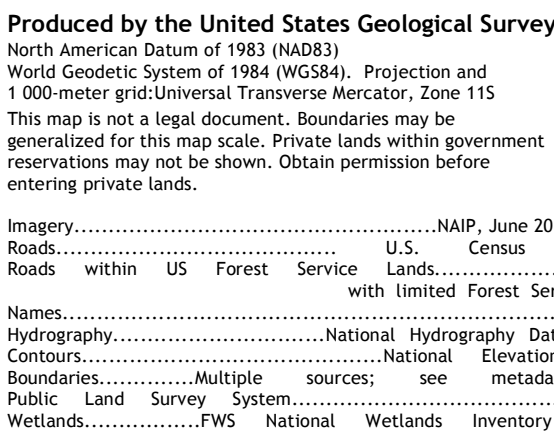 Produced by the United States Geological Survey
North American Datum of 1983 (NAD83)
World Geodetic System of 1984 (WGS84). Projection and
1 000-meter grid:Universal Transverse Mercator, Zone 11S
This map is not a legal document. Boundaries may be
generalized for this map scale. Private lands within government
reservations may not be shown. Obtain permission before
entering private lands.
Imagery.....................................................NAIP, June
Roads......................................... U.S. Census
Roads within US Forest Service Lands..................
with limited Forest
Names........................................................................
Hydrography...............................National Hydrography
Contours............................................National Elevation
Boundaries..............Multiple sources; see
Public Land Survey System.......................................
Wetlands.................FWS National Wetlands Inventory